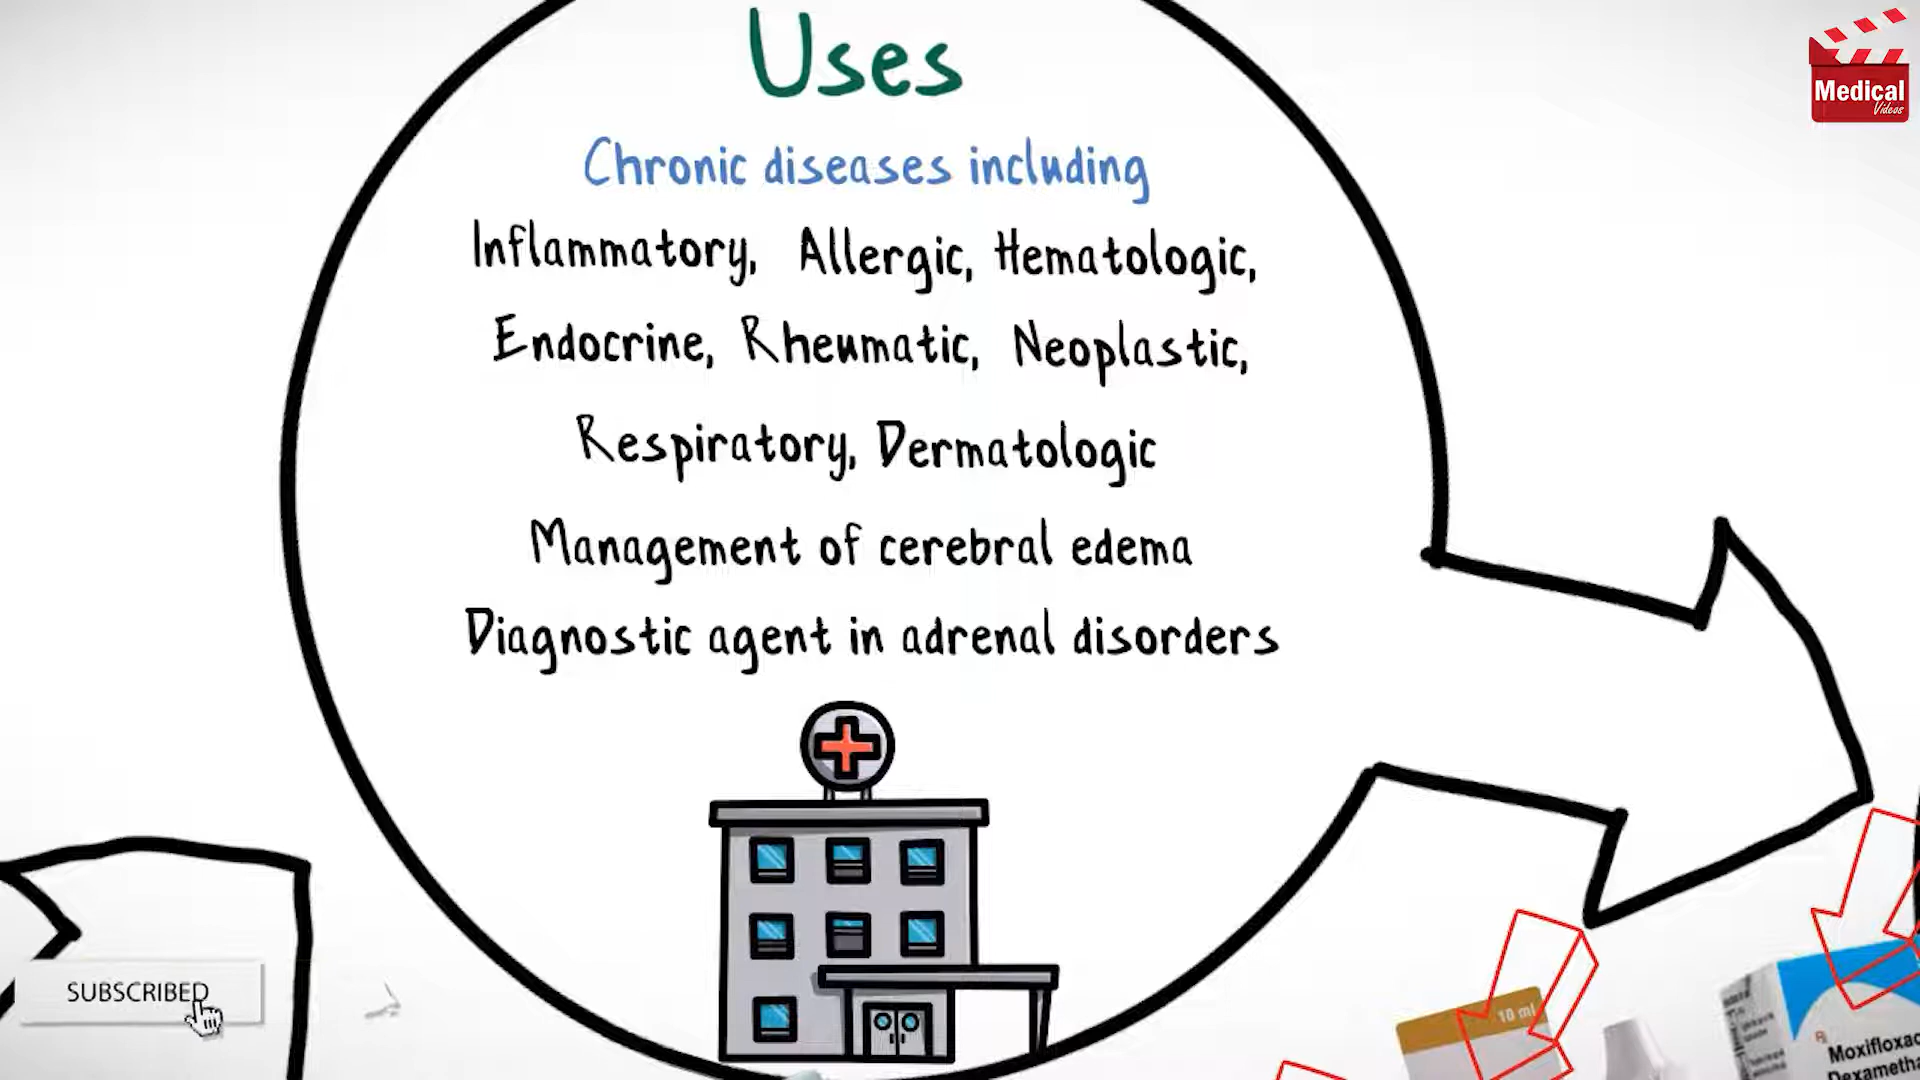 Uses
Medical
Videos
Chronic diseases including
Inflammatory, Allergic, Hematologic,
Endocrine, Rheumatic, Neoplastic,
Respiratory, Dermatologic
Management of cerebral edema
Diagnostic agent in adrenal disorders
SUBSCRIBED
10 ml